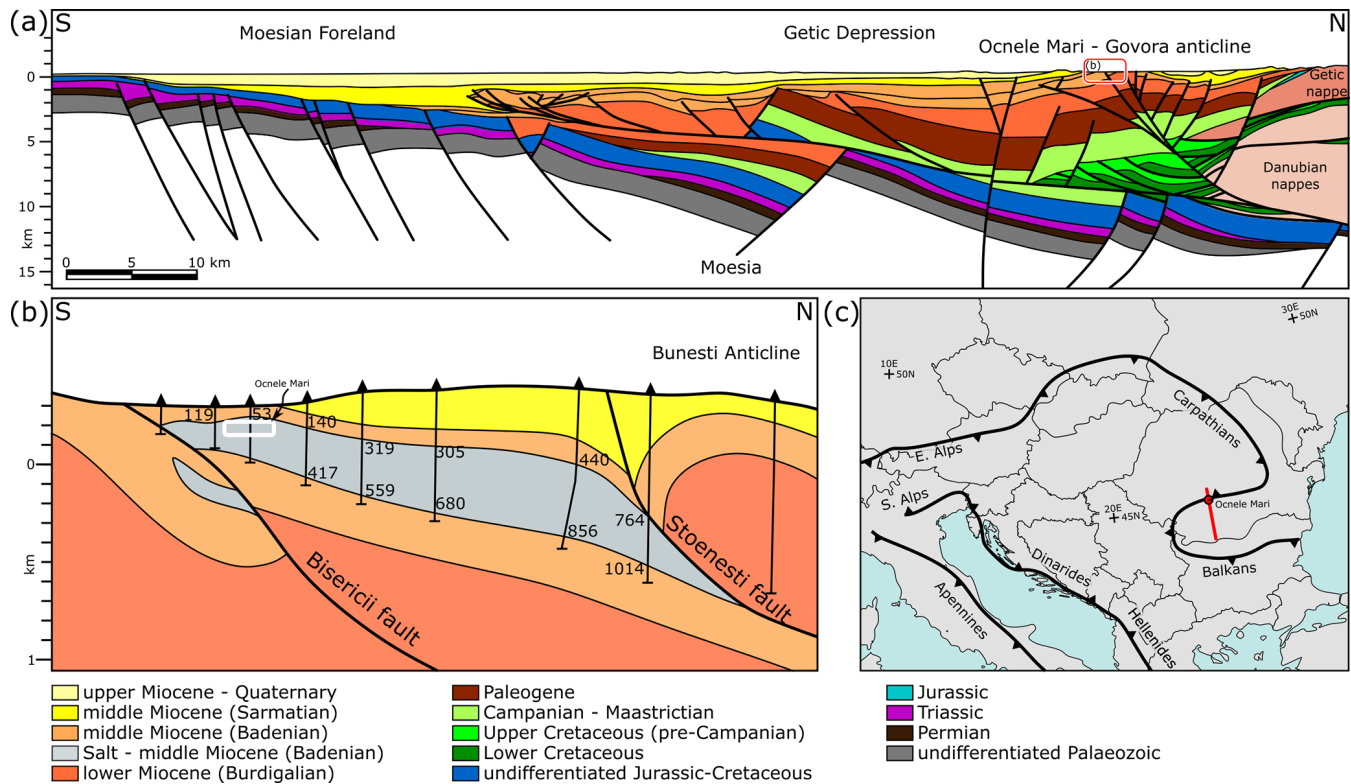 (a) S N
Moesian Foreland Getic Depression
Ocnele Mari - Govora anticline
(b)
Getic
nappe
Danubian
nappes
Moesia
0
5
10
km
15
0 5 10 km
(b) S N
Bunesti Anticline
Ocnele Mari
119 53 140 319 305 440
417 559 680 856 764
1014
0
km
1
Bisericii fault
Stoenesti fault
(c)
10E
50N
30E
50N
20E
45N
Carpathians
E. Alps
S. Alps
Ocnele Mari
Dinarides
Balkans
Apennines
Hellenides
upper Miocene - Quaternary
middle Miocene (Sarmatian)
middle Miocene (Badenian)
Salt - middle Miocene (Badenian)
lower Miocene (Burdigalian)
Paleogene
Campanian - Maastrictian
Upper Cretaceous (pre-Campanian)
Lower Cretaceous
undifferentiated Jurassic-Cretaceous
Jurassic
Triassic
Permian
undifferentiated Palaeozoic